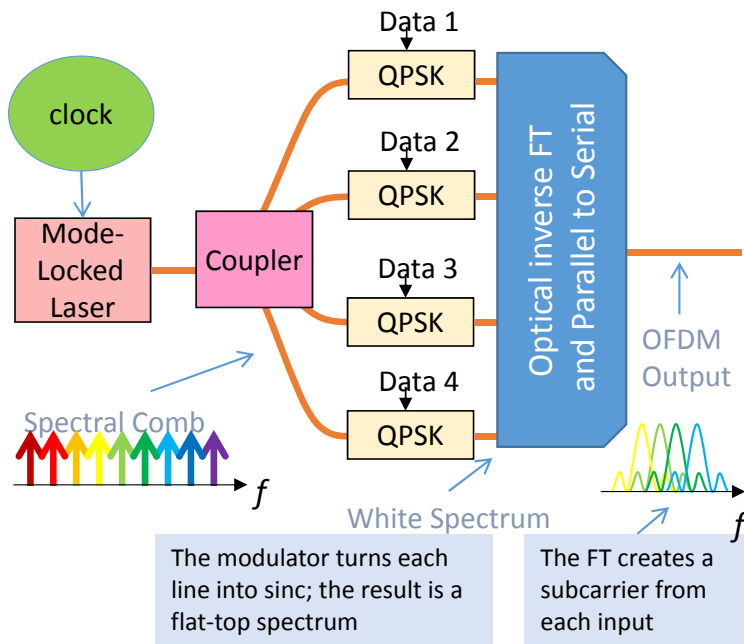 clock
Mode-
Locked
Laser
Coupler
Data 1
QPSK
Data 2
QPSK
Data 3
QPSK
Data 4
QPSK
Optical inverse FT
and Parallel to Serial
OFDM
Output
Spectral Comb
f
White Spectrum
f
The modulator turns each
line into sinc; the result is a
flat-top spectrum
The FT creates a
subcarrier from
each input